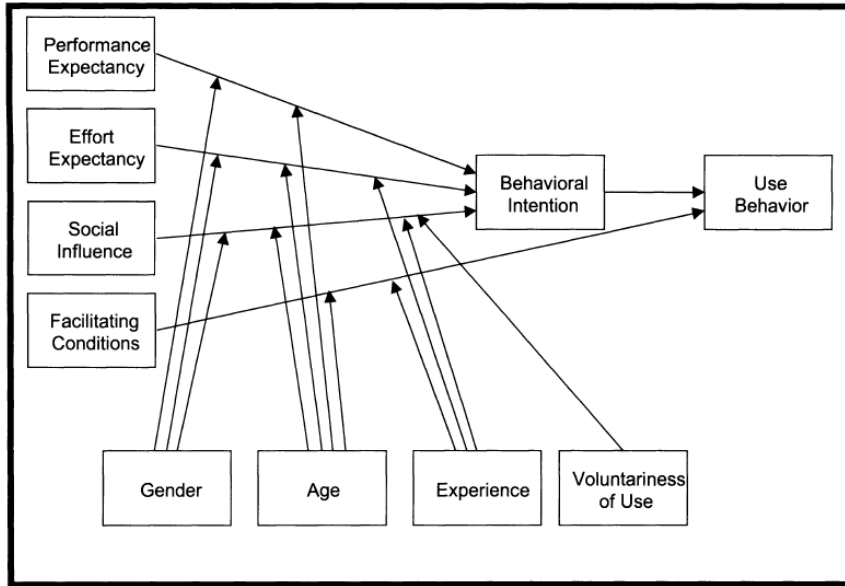 Performance
Expectancy
Effort
Expectancy
Social
Influence
Facilitating
Conditions
Behavioral
Intention
Use
Behavior
Gender
Age
Experience
Voluntariness
of Use